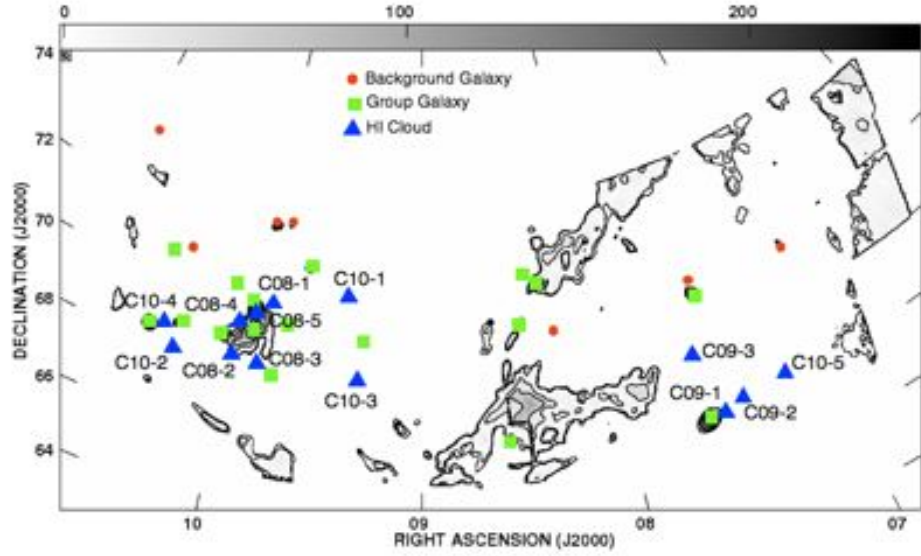 0 100 200
74
Background Galaxy
Group Galaxy
HI Cloud
72
70
68
66
64
DECLINATION (J2000)
C10-4 C08-4 C08-1 C10-1
C08-5
C10-2 C08-2 C08-3
C10-3
C09-3 C10-5
C09-1
C09-2
10 09 08 07
RIGHT ASCENSION (J2000)